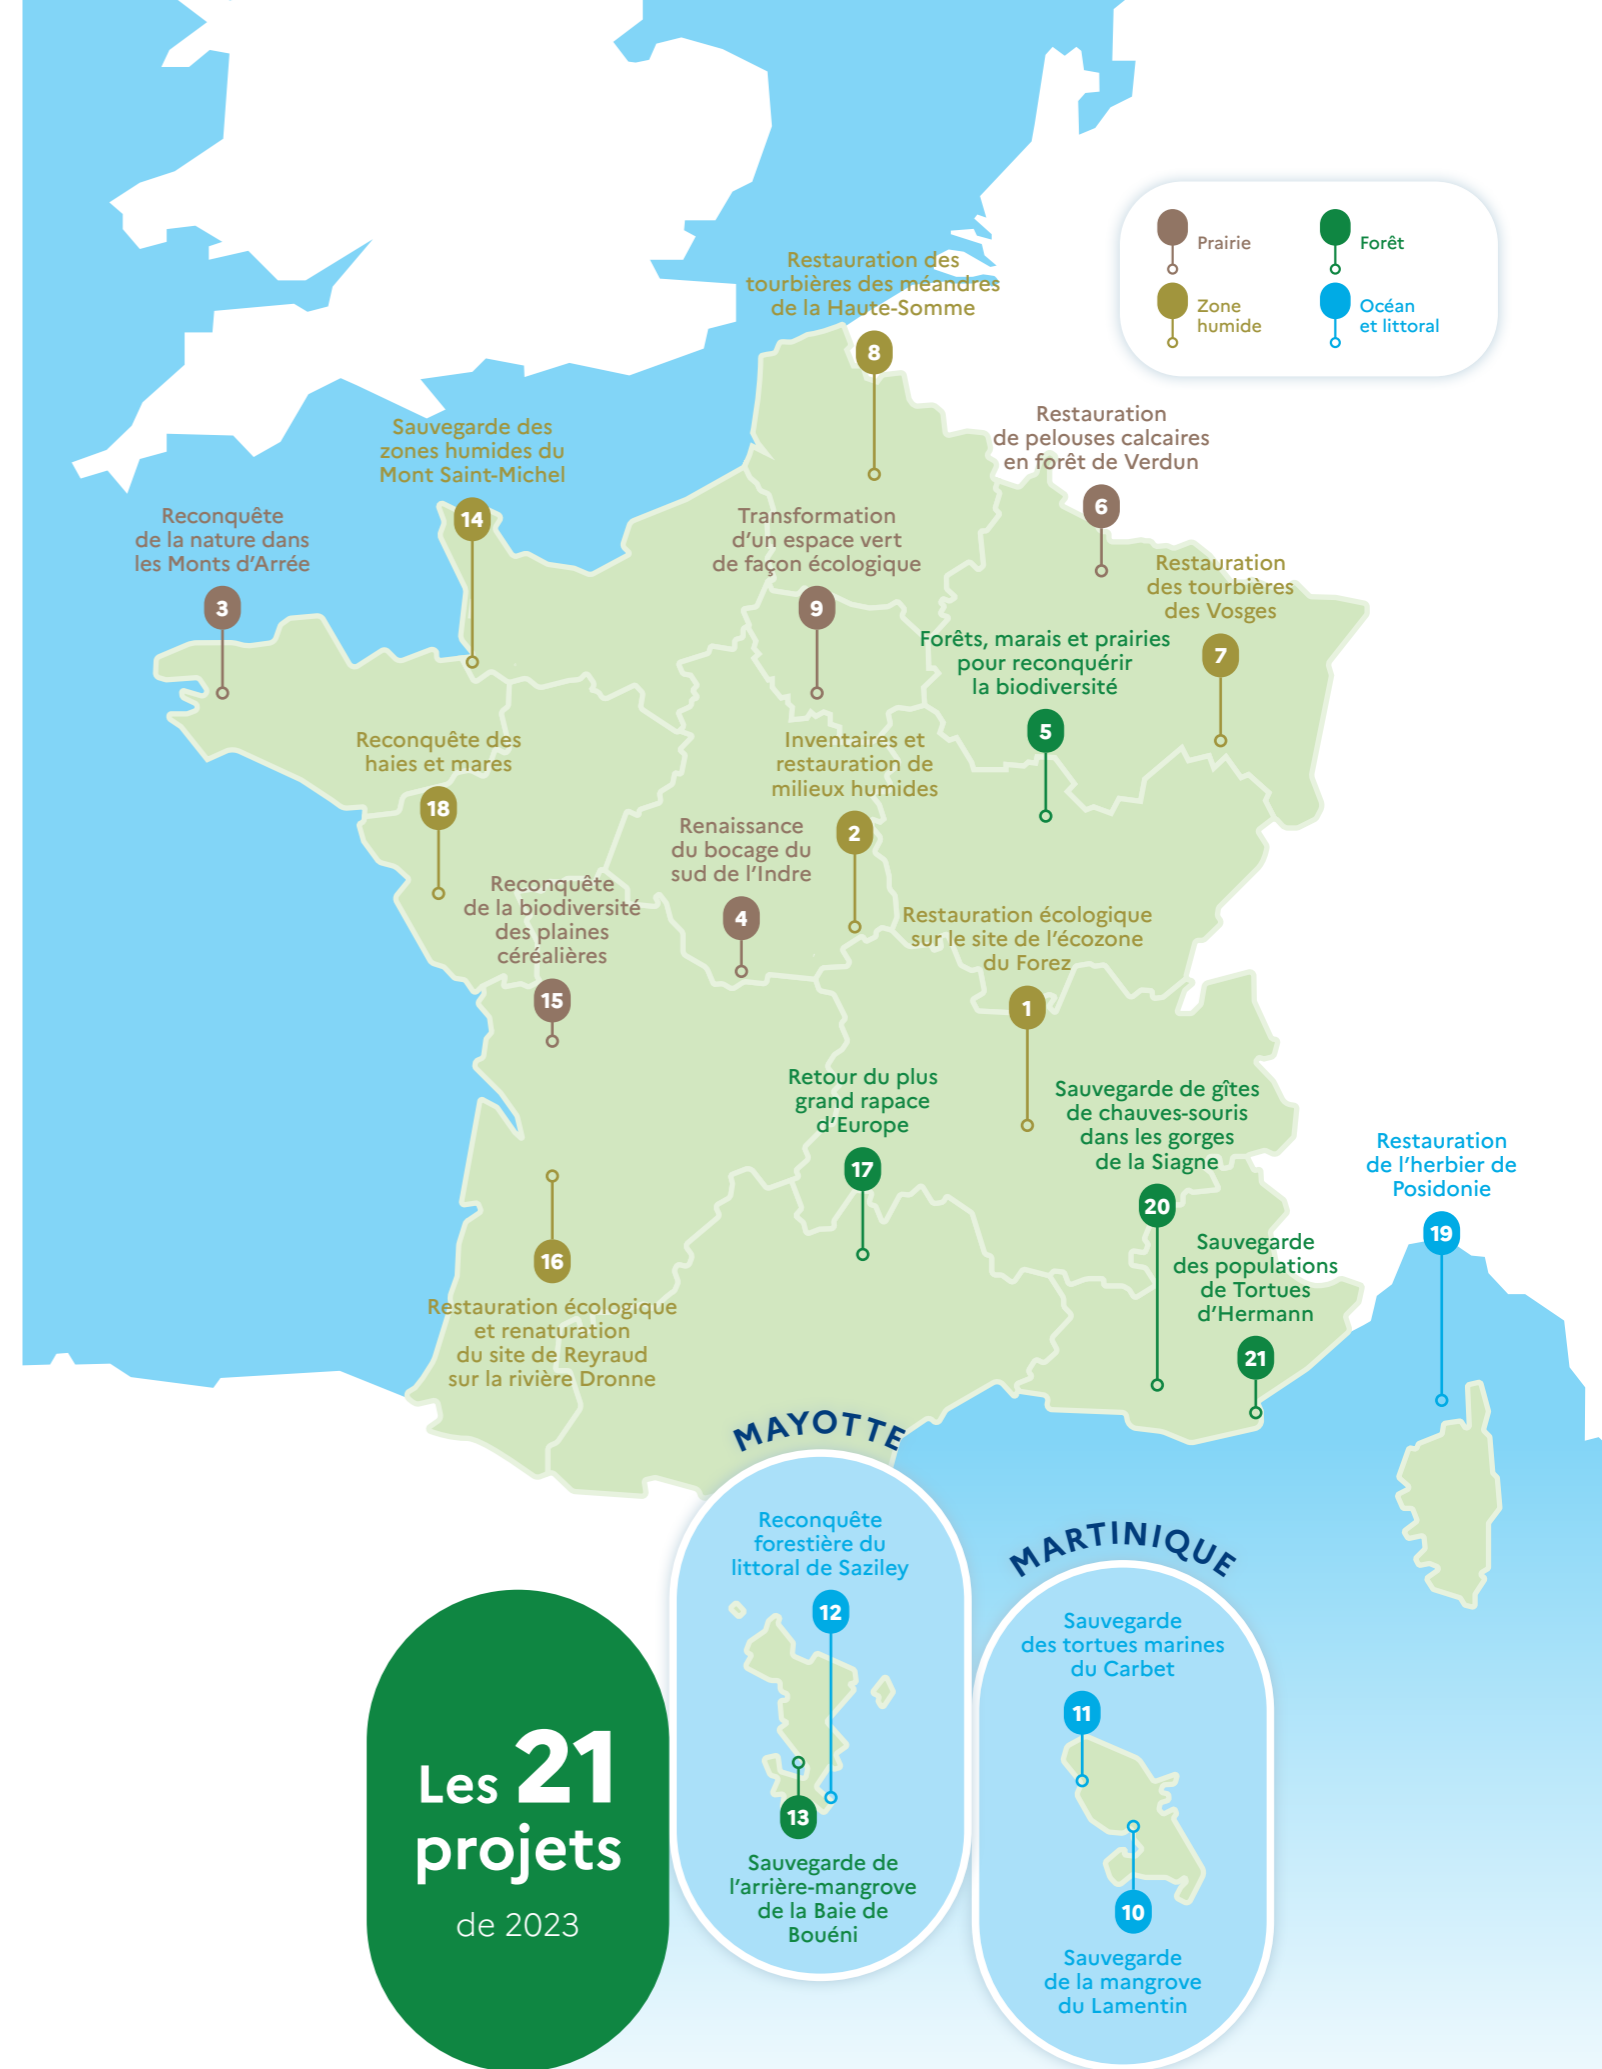 Prairie
Forêt
Zone
humide
Océan
et littoral
Restauration des
tourbières des méandres
de la Haute-Somme
8
Restauration
de pelouses calcaires
en forêt de Verdun
6
Sauvegarde des
zones humides du
Mont Saint-Michel
14
Reconquête
de la nature dans
les Monts d'Arrée
3
Transformation
d'un espace vert
de façon écologique
9
Restauration
des tourbières
des Vosges
7
Forêts, marais et prairies
pour reconquérir
la biodiversité
5
Reconquête des
haies et mares
18
Inventaires et
restauration de
milieux humides
2
Renaissance
du bocage du
sud de l'Indre
4
Reconquête
de la biodiversité
des plaines
céréalières
15
Restauration écologique
sur le site de l'écozone
du Forez
1
Retour du plus
grand rapace
d'Europe
17
Sauvegarde de gîtes
de chauves-souris
dans les gorges
de la Siagne
20
Restauration
de l'herbier de
Posidonie
19
Sauvegarde
des populations
de Tortues
d'Hermann
21
16
Restauration écologique
et renaturation
du site de Reyraud
sur la rivière Dronne
MAYOTTE
Reconquête
forestière du
littoral de Saziley
12
13
Sauvegarde de
l'arrière-mangrove
de la Baie de
Bouéni
MARTINIQUE
Sauvegarde
des tortues marines
du Carbet
11
10
Sauvegarde
de la mangrove
du Lamentin
Les 21
projets
de 2023